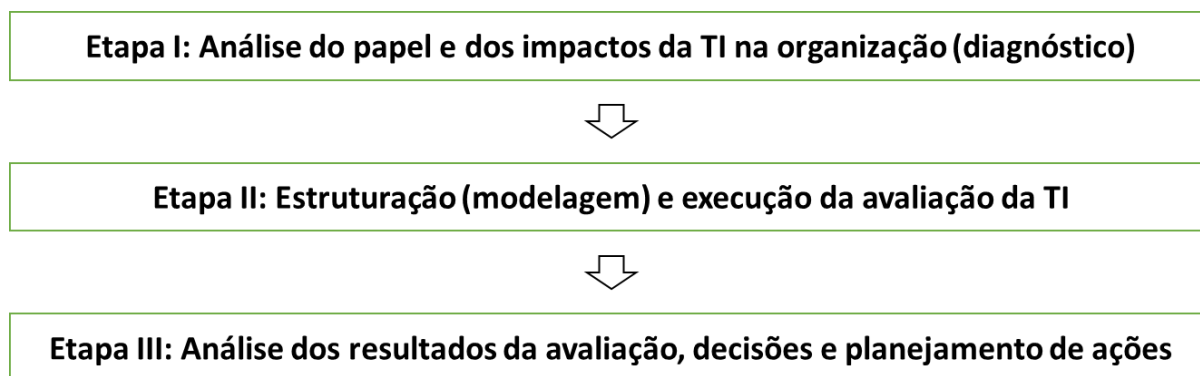 Etapa I: Análise do papel e dos impactos da TI na organização (diagnóstico)
Etapa II: Estruturação (modelagem) e execução da avaliação da TI
Etapa III: Análise dos resultados da avaliação, decisões e planejamento de ações